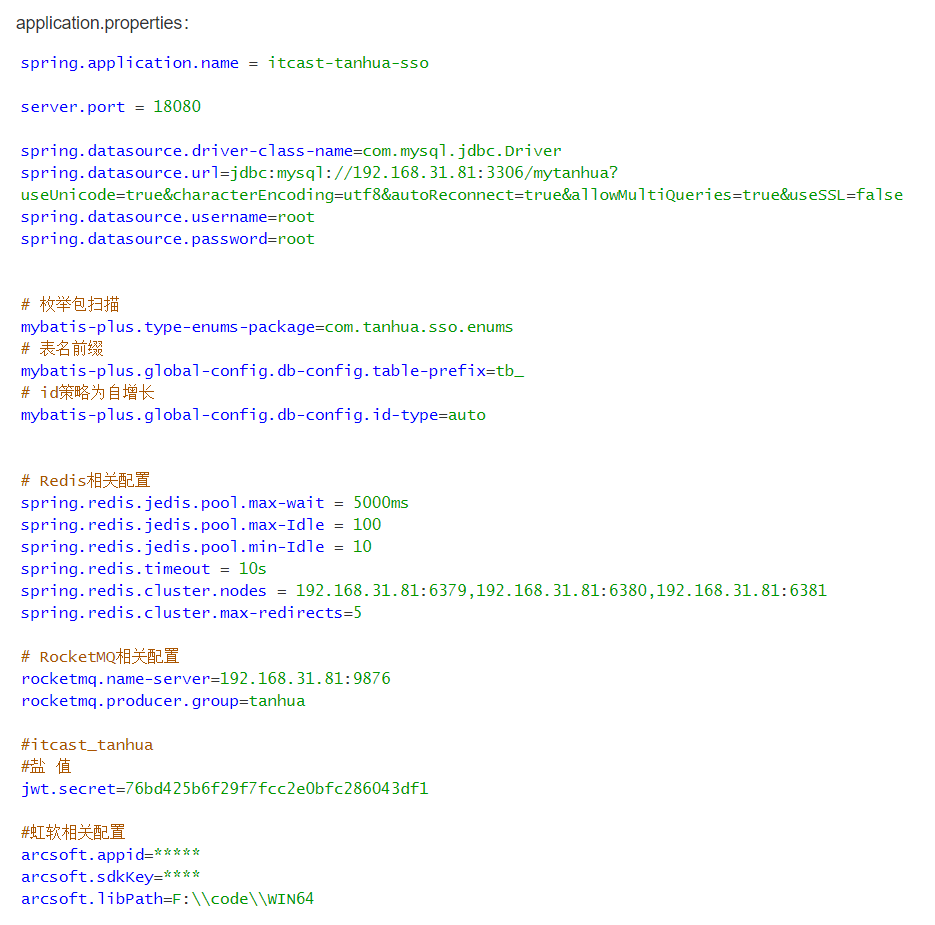 application.properties：
spring.application.name = itcast-tanhua-sso
server.port = 18080
spring.datasource.driver-class-name=com.mysql.jdbc.Driver
spring.datasource.url=jdbc:mysql://192.168.31.81:3306/mytanhua?
useUnicode=true&characterEncoding=utf8&autoReconnect=true&allowMultiQueries=true&useSSL=false
spring.datasource.username=root
spring.datasource.password=root
# 枚举包扫描
mybatis-plus.type-enums-package=com.tanhua.sso.enums
# 表名前缀
mybatis-plus.global-config.db-config.table-prefix=tb_
# id策略为自增长
mybatis-plus.global-config.db-config.id-type=auto
# Redis相关配置
spring.redis.jedis.pool.max-wait = 5000ms
spring.redis.jedis.pool.max-Idle = 100
spring.redis.jedis.pool.min-Idle = 10
spring.redis.timeout = 10s
spring.redis.cluster.nodes = 192.168.31.81:6379,192.168.31.81:6380,192.168.31.81:6381
spring.redis.cluster.max-redirects=5
# RocketMQ相关配置
rocketmq.name-server=192.168.31.81:9876
rocketmq.producer.group=tanhua
#itcast_tanhua
#盐 值
jwt.secret=76bd425b6f29f7fcc2e0bfc286043df1
#虹软相关配置
arcsoft.appid=*****
arcsoft.sdkKey=****
arcsoft.libPath=F:\\code\\WIN64